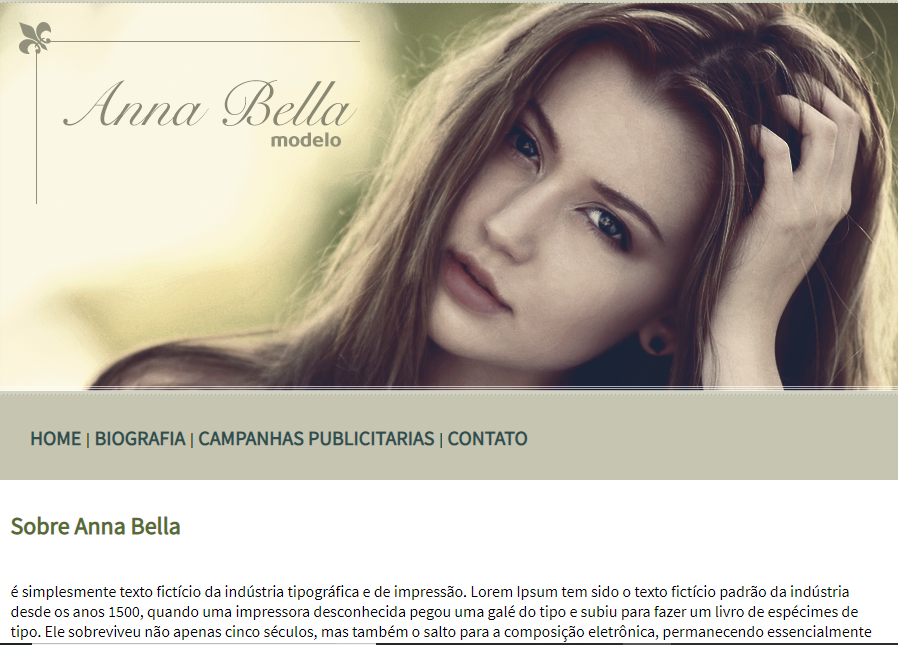 Anna Bella
modelo
HOME | BIOGRAFIA | CAMPANHAS PUBLICITARIAS | CONTATO
Sobre Anna Bella
é simplesmente texto fictício da indústria tipográfica e de impressão. Lorem Ipsum tem sido o texto fictício padrão da indústria
desde os anos 1500, quando uma impressora desconhecida pegou uma galé do tipo e subiu para fazer um livro de espécimes de
tipo. Ele sobreviveu não apenas cinco séculos, mas também o salto para a composição eletrônica, permanecendo essencialmente